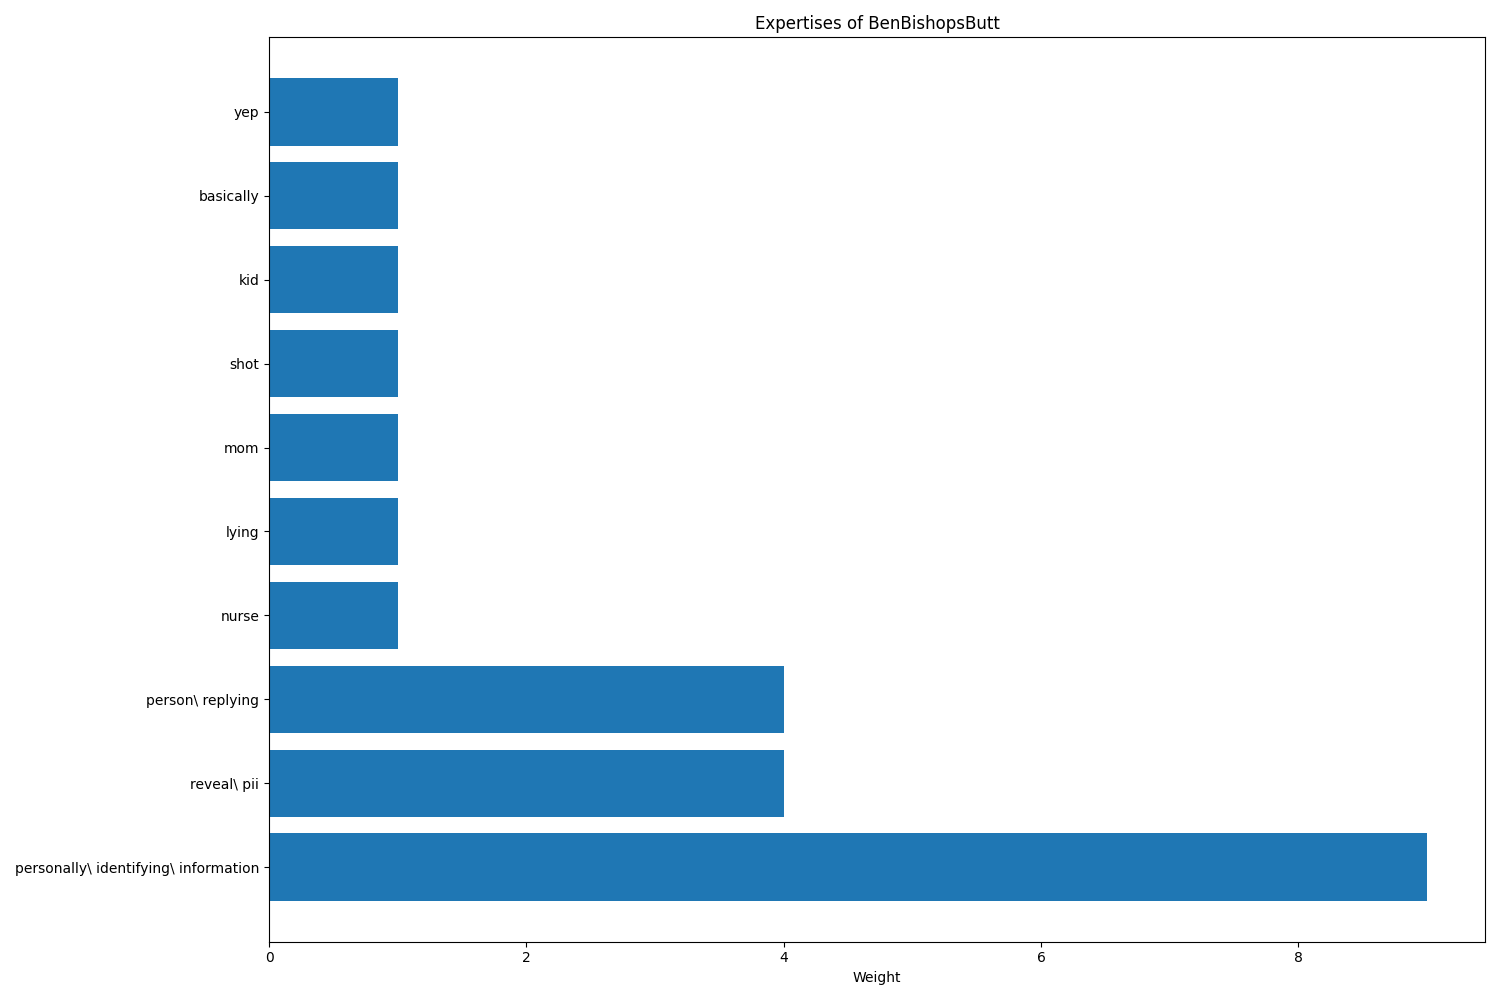 Expertises of BenBishopsButt
yep
basically
kid
shot
mom
lying
nurse
person\ replying
reveal\ pii
personally\ identifying\ information
0 2 4 6 8
Weight